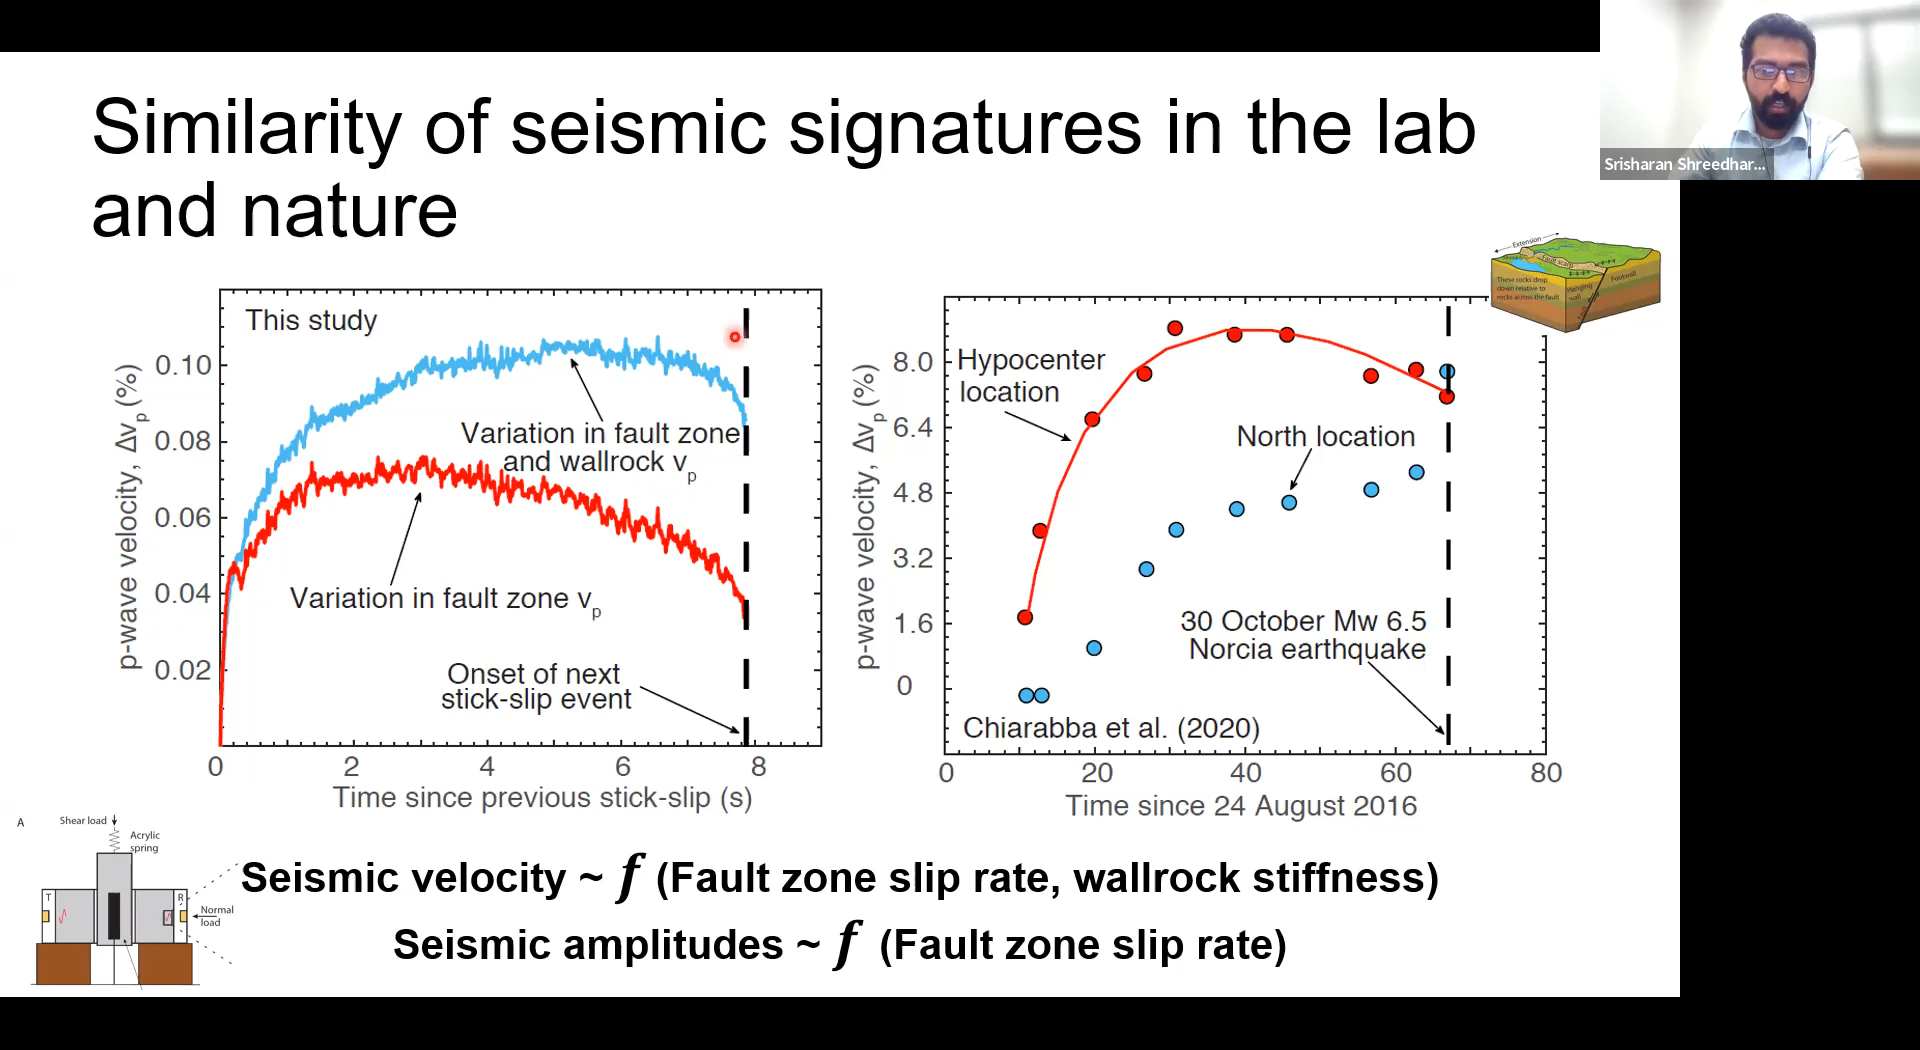 Similarity of seismic signatures in the lab
and nature
Srisharan Shreedhar...
This study
p-wave velocity, Δvp (%)
0.10
0.08
0.06
0.04
0.02
Variation in fault zone
and wallrock vp
Variation in fault zone vp
Onset of next
stick-slip event
0 2 4 6 8
Time since previous stick-slip (s)
Extension
Fault scarp
These rocks drop
down relative to
rocks across the fault
Hanging
wall
Footwall
p-wave velocity, Δvp (%)
8.0
6.4
4.8
3.2
1.6
0
Hypocenter
location
North location
30 October Mw 6.5
Norcia earthquake
Chiarabba et al. (2020)
0 20 40 60 80
Time since 24 August 2016
A
Shear load
Acrylic
spring
T
R
Normal
load
Seismic velocity ~ f (Fault zone slip rate, wallrock stiffness)
Seismic amplitudes ~ f (Fault zone slip rate)